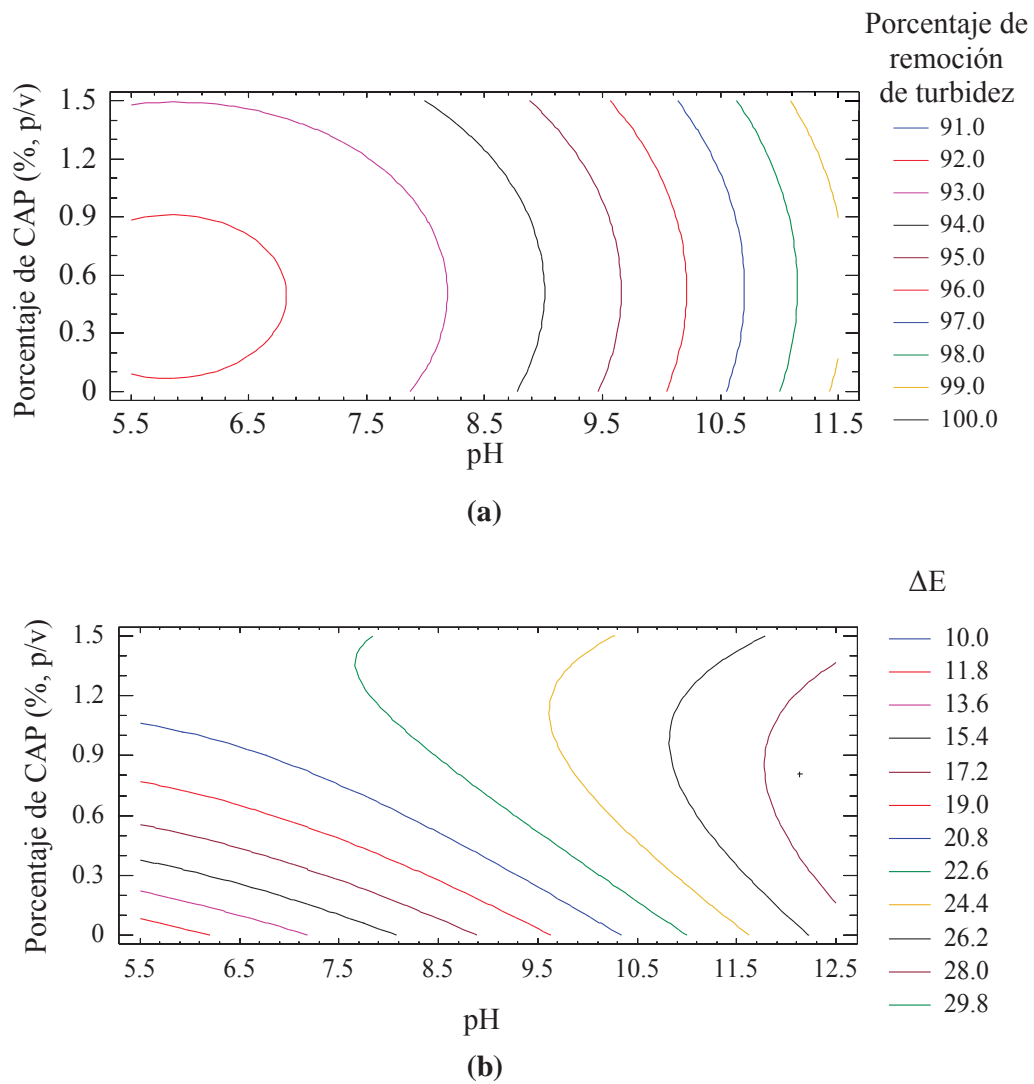 Porcentaje de
remoción
de turbidez
91.0
92.0
93.0
94.0
95.0
96.0
97.0
98.0
99.0
100.0
Porcentaje de CAP (%, p/v)
1.5
1.2
0.9
0.6
0.3
0
5.5 6.5 7.5 8.5 9.5 10.5 11.5
pH
(a)
ΔE
10.0
11.8
13.6
15.4
17.2
19.0
20.8
22.6
24.4
26.2
28.0
29.8
Porcentaje de CAP (%, p/v)
1.5
1.2
0.9
0.6
0.3
0
5.5 6.5 7.5 8.5 9.5 10.5 11.5 12.5
pH
(b)